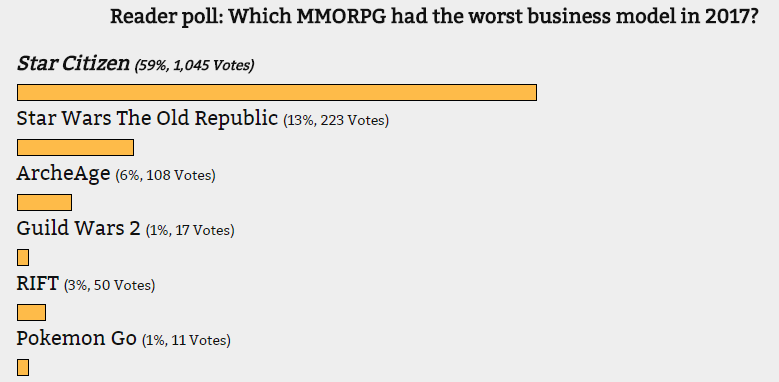 Reader poll: Which MMORPG had the worst business model in 2017?
Star Citizen (59%, 1,045 Votes)
Star Wars The Old Republic (13%, 223 Votes)
ArcheAge (6%, 108 Votes)
Guild Wars 2 (1%, 17 Votes)
RIFT (3%, 50 Votes)
Pokemon Go (1%, 11 Votes)